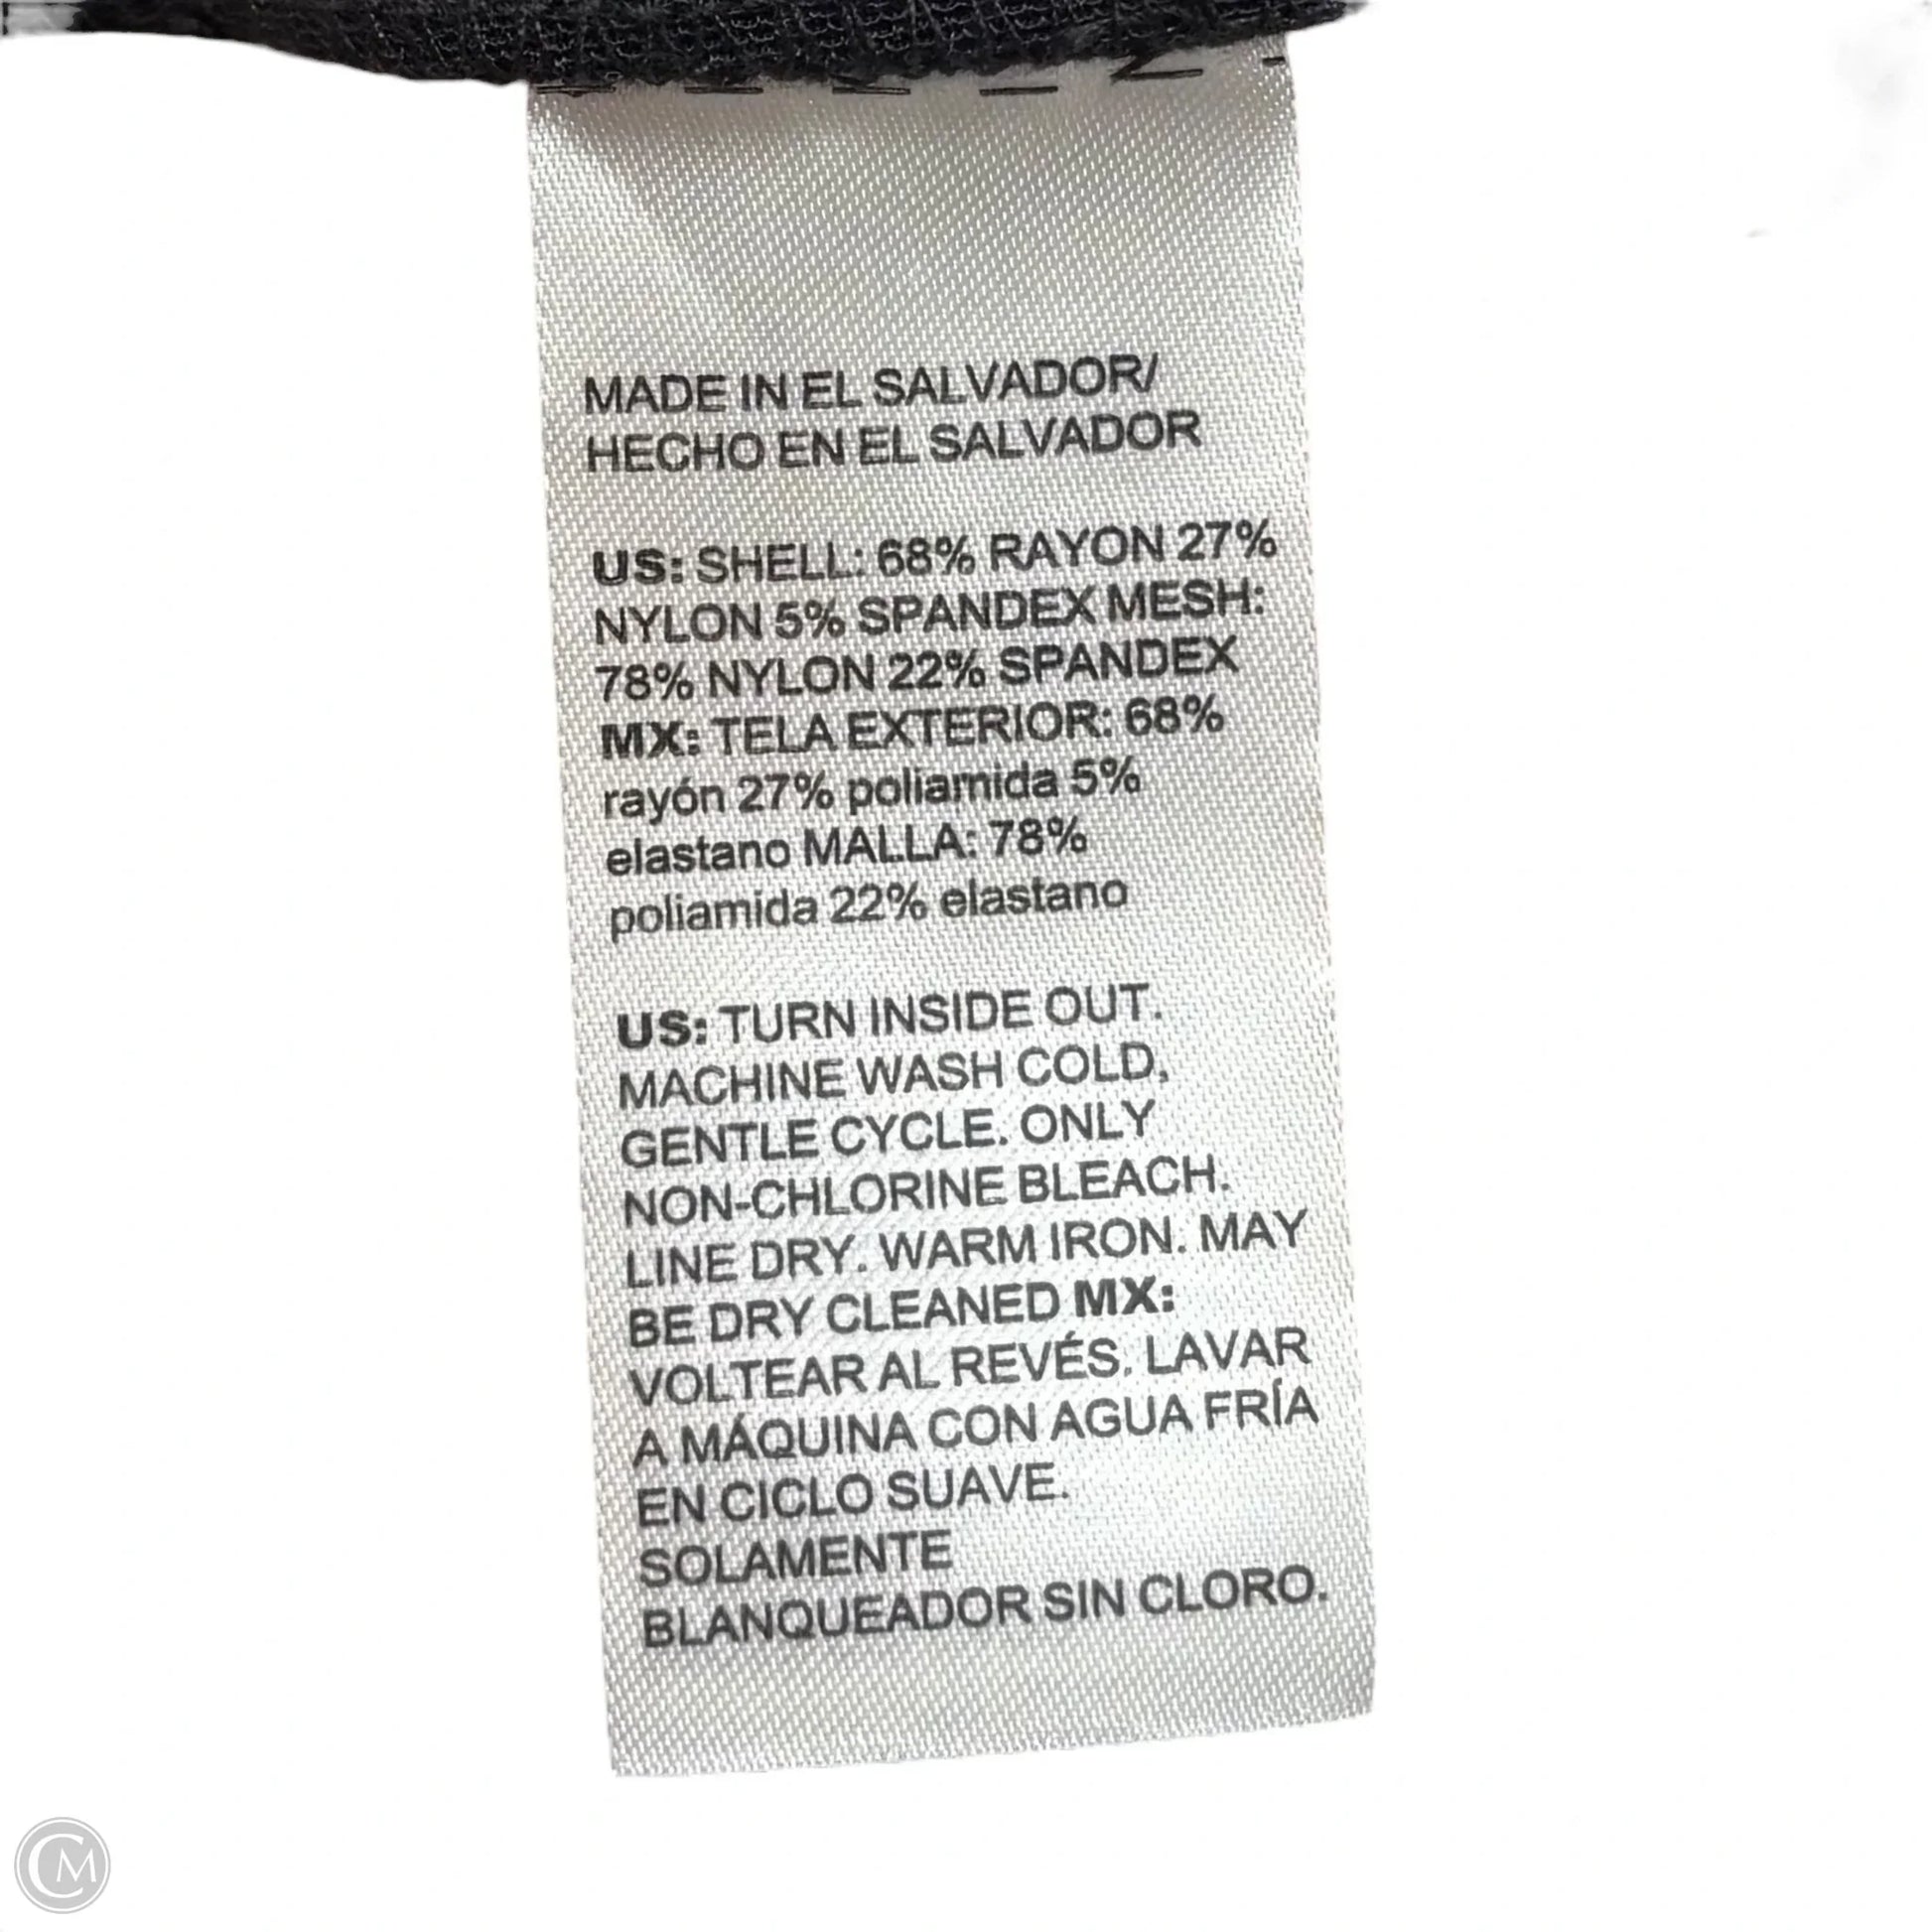 MADE IN EL SALVADOR/
HECHO EN EL SALVADOR
US: SHELL: 68% RAYON 27%
NYLON 5% SPANDEX MESH:
78% NYLON 22% SPANDEX
MX: TELA EXTERIOR: 68%
rayón 27% poliamida 5%
elastano MALLA: 78%
poliamida 22% elastano
US: TURN INSIDE OUT.
MACHINE WASH COLD,
GENTLE CYCLE. ONLY
NON-CHLORINE BLEACH.
LINE DRY. WARM IRON. MAY
BE DRY CLEANED MX:
VOLTEAR AL REVÉS. LAVAR
A MÁQUINA CON AGUA FRÍA
EN CICLO SUAVE.
SOLAMENTE
BLANQUEADOR SIN CLORO.
CM